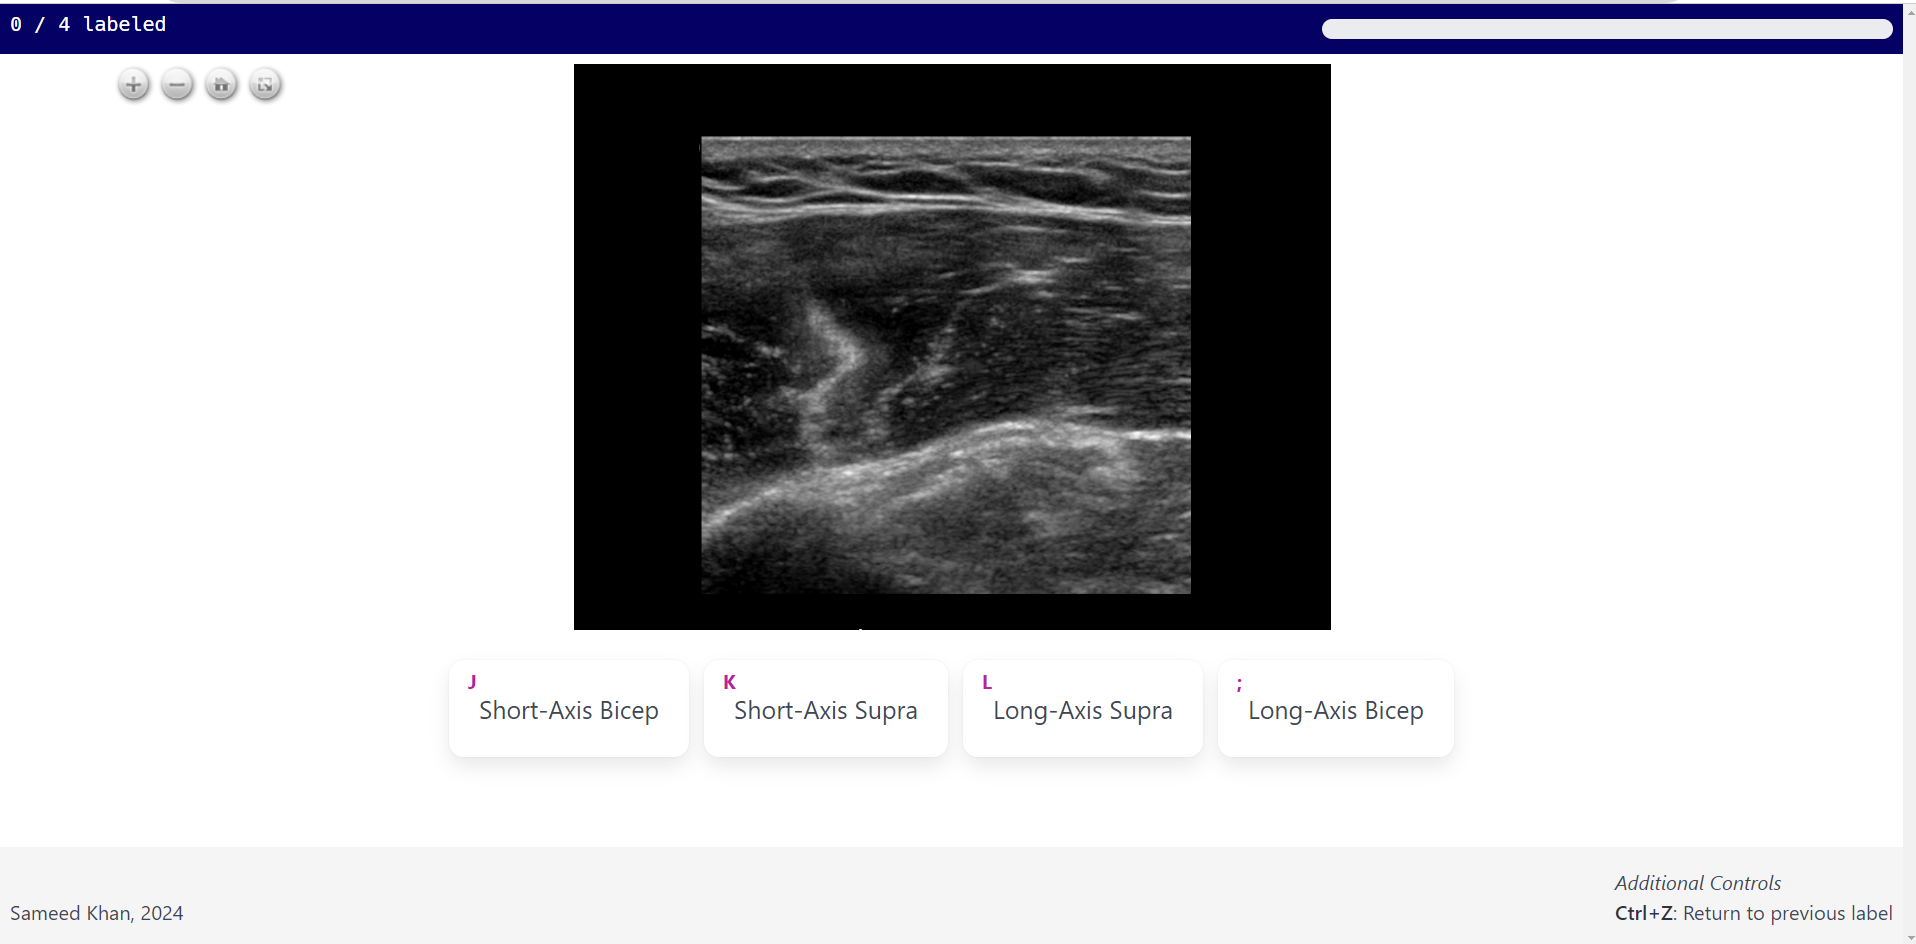 0 / 4 labeled
J
Short-Axis Bicep
K
Short-Axis Supra
L
Long-Axis Supra
;
Long-Axis Bicep
Sameed Khan, 2024
Additional Controls
Ctrl+Z: Return to previous label